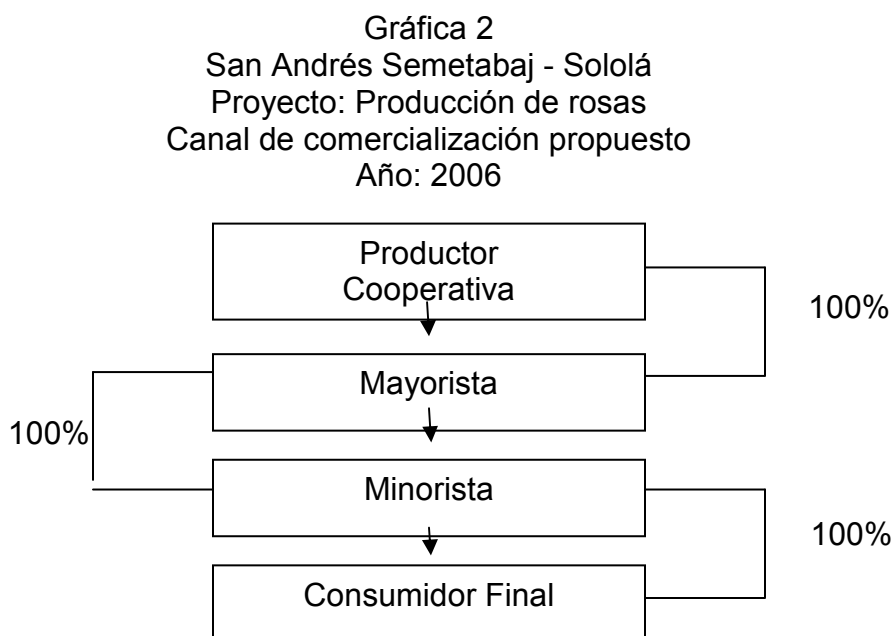 Gráfica 2
San Andrés Semetabaj - Sololá
Proyecto: Producción de rosas
Canal de comercialización propuesto
Año: 2006
Productor
Cooperativa
100%
Mayorista
100%
Minorista
100%
Consumidor Final